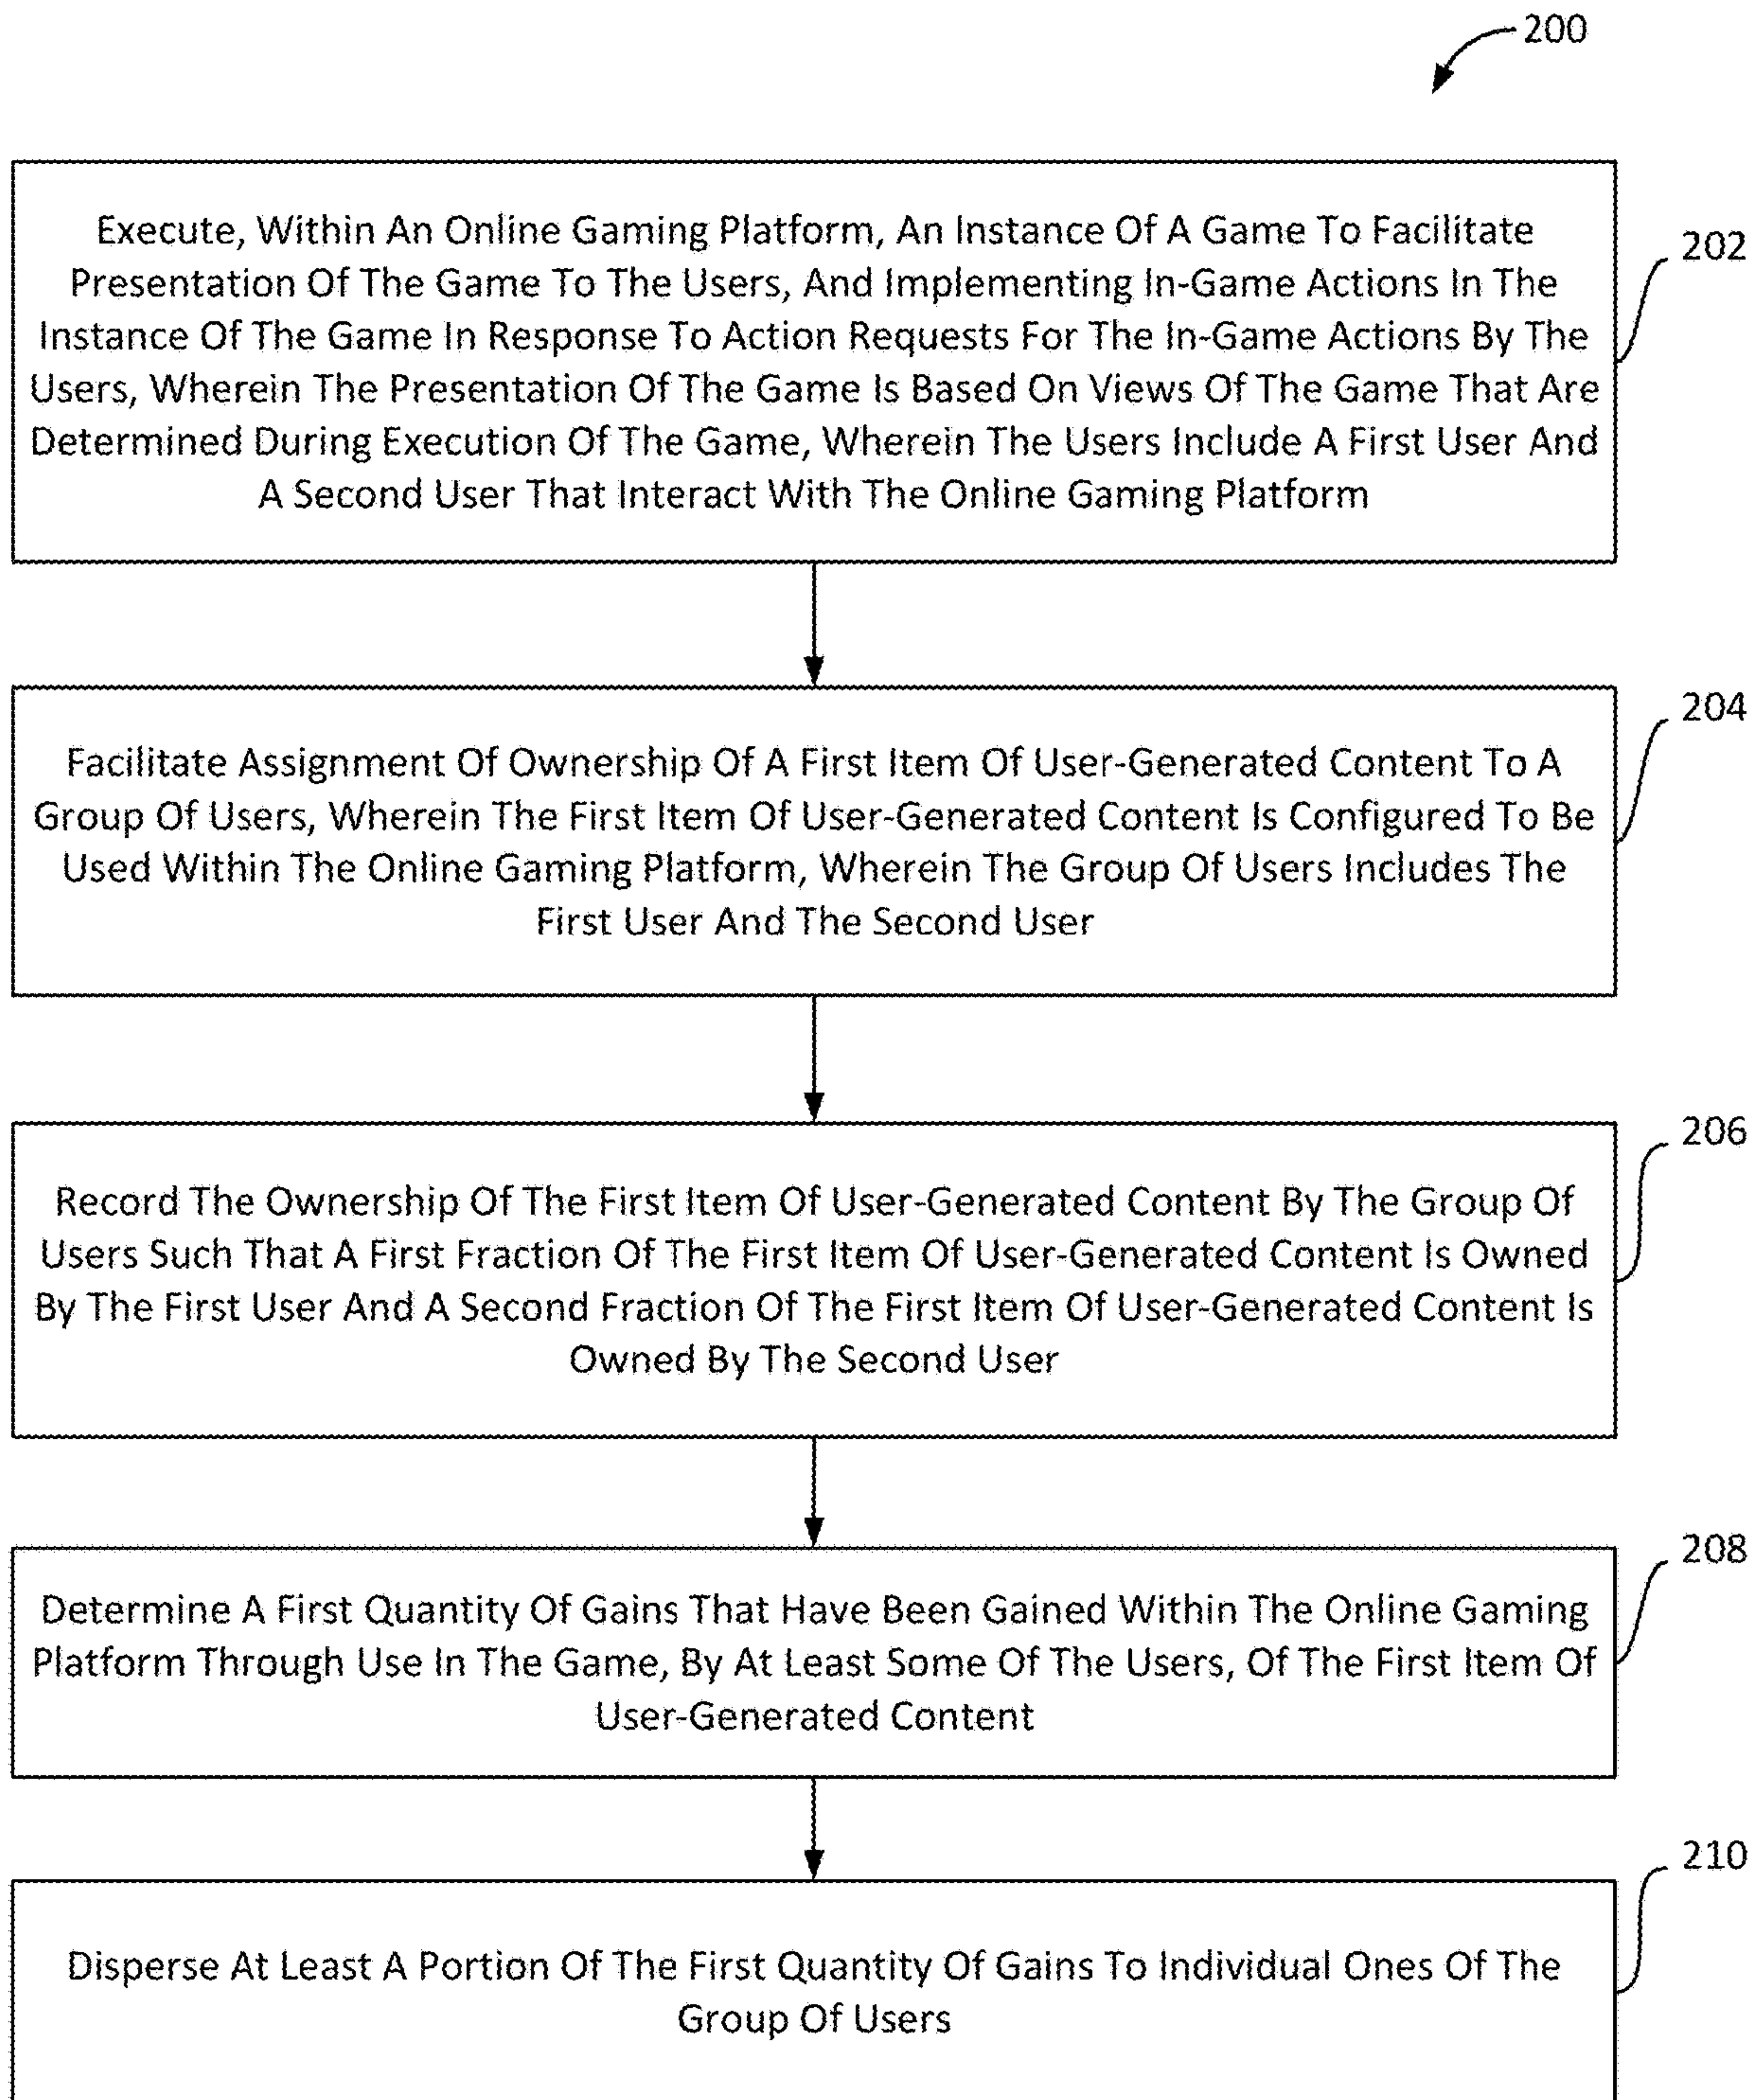 200
Execute, Within An Online Gaming Platform, An Instance Of A Game To Facilitate
Presentation Of The Game To The Users, And Implementing In-Game Actions In The
Instance Of The Game In Response To Action Requests For The In-Game Actions By The
Users, Wherein The Presentation Of The Game Is Based On Views Of The Game That Are
Determined During Execution Of The Game, Wherein The Users Include A First User And
A Second User That Interact With The Online Gaming Platform
202
Facilitate Assignment Of Ownership Of A First Item Of User-Generated Content To A
Group Of Users, Wherein The First Item Of User-Generated Content Is Configured To Be
Used Within The Online Gaming Platform, Wherein The Group Of Users Includes The
First User And The Second User
204
Record The Ownership Of The First Item Of User-Generated Content By The Group Of
Users Such That A First Fraction Of The First Item Of User-Generated Content Is Owned
By The First User And A Second Fraction Of The First Item Of User-Generated Content Is
Owned By The Second User
206
Determine A First Quantity Of Gains That Have Been Gained Within The Online Gaming
Platform Through Use In The Game, By At Least Some Of The Users, Of The First Item Of
User-Generated Content
208
Disperse At Least A Portion Of The First Quantity Of Gains To Individual Ones Of The
Group Of Users
210